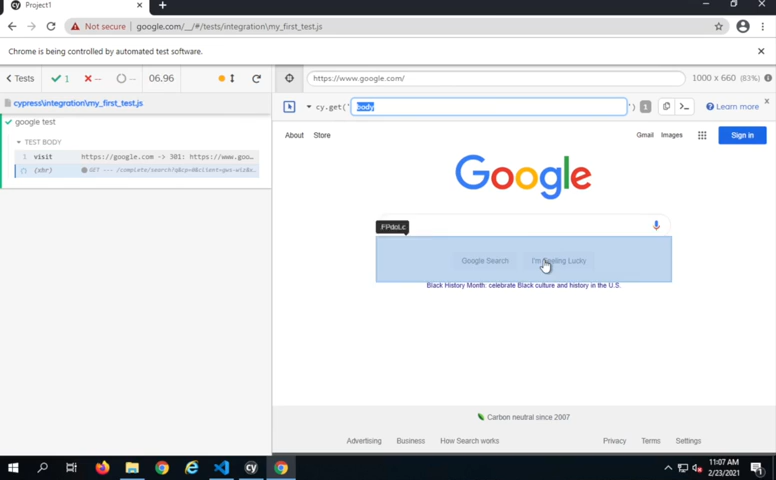 Project1
Not secure google.com/__/#/tests/integration\my_first_test.js
Chrome is being controlled by automated test software.
Tests 1 -- -- 06.96
https://www.google.com/ 1000 x 660 (83%)
cypress\integration\my_first_test.js
cy.get(' body ') 1 Learn more
google test
TEST BODY
1 visit https://google.com -> 301: https://www.goo...
(xhr) GET --- /complete/search?q&cp=0&client=gws-wiz&x...
About Store Gmail Images Sign in
Google
FPdoLc
Google Search I'm Feeling Lucky
Black History Month: celebrate Black culture and history in the U.S.
Carbon neutral since 2007
Advertising Business How Search works Privacy Terms Settings
11:07 AM
2/23/2021
1